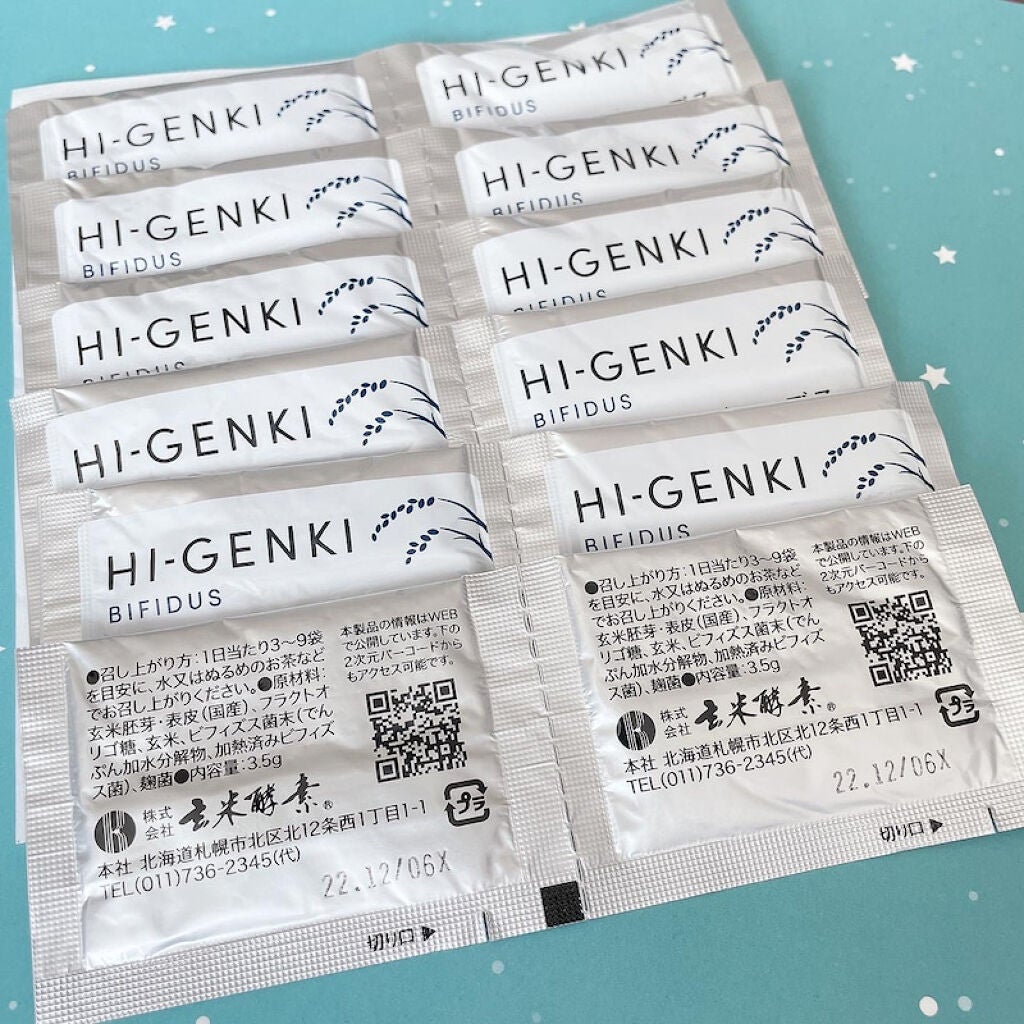 HI-GENKI
BIFIDUS
HI-GENKI
BIFIDUS
HI-GENKI
BIFIDUS
HI-GENKI
BIFIDUS
HI-GENKI
BIFIDUS
HI-GENKI
BIFIDUS
HI-GENKI
BIFIDUS
HI-GENKI
HI-GENKI
BIFIDUS
HI-GENKI
BIFIDUS
●召し上がり方:1日当たり3～9袋
を目安に、水又はぬるめのお茶など
でお召し上がりください。●原材料:
玄米胚芽・表皮(国産)、フラクトオ
リゴ糖、玄米、ビフィズス菌末(でん
ぷん加水分解物、加熱済みビフィズ
ス菌)、麹菌●内容量:3.5g
本製品の情報はWEB
で公開しています。下の
2次元バーコードから
もアクセス可能です。
株式
会社
玄米酵素®
プラ
本社 北海道札幌市北区北12条西1丁目1-1
TEL(011)736-2345(代)
22.12/06X
切り口▶
●召し上がり方:1日当たり3～9袋
を目安に、水又はぬるめのお茶など
でお召し上がりください。●原材料:
玄米胚芽・表皮(国産)、フラクトオ
リゴ糖、玄米、ビフィズス菌末(でん
ぷん加水分解物、加熱済みビフィズ
ス菌)、麹菌●内容量:3.5g
本製品の情報はWEB
で公開しています。下の
2次元バーコードから
もアクセス可能です。
株式
会社
玄米酵素®
プラ
本社 北海道札幌市北区北12条西1丁目1-1
TEL(011)736-2345(代)
22.12/06X
切り口▶